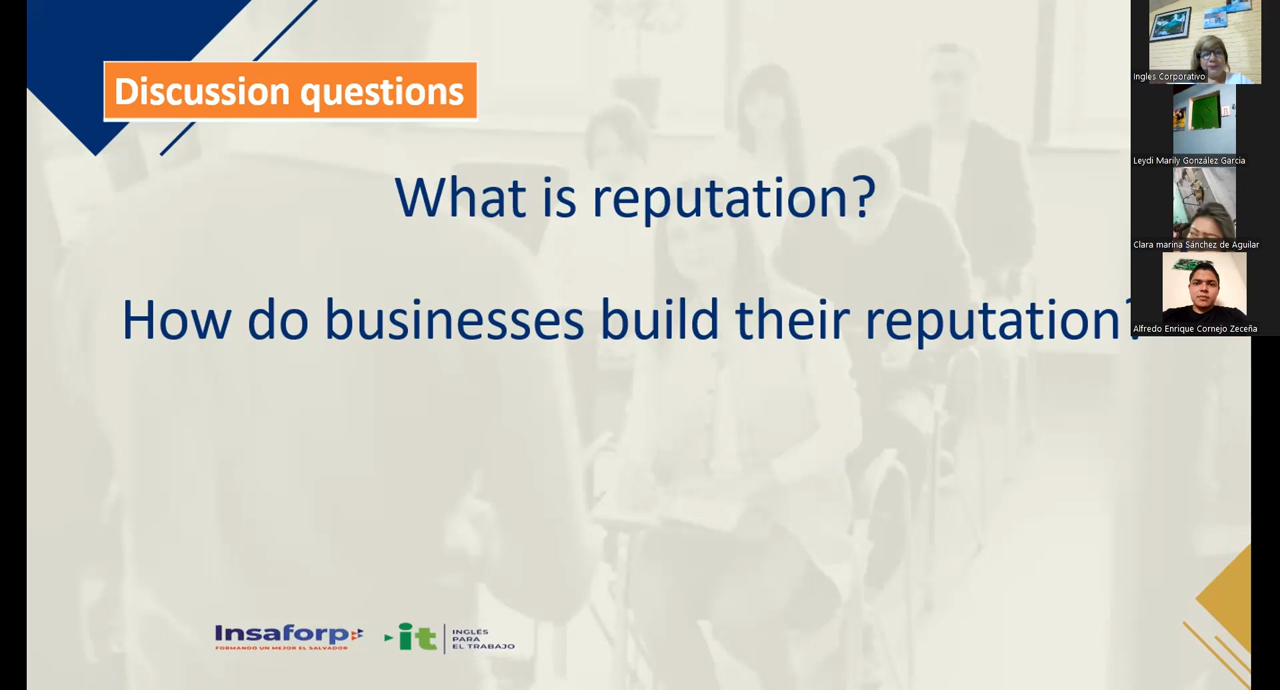 Discussion questions
What is reputation?
How do businesses build their reputation?
Insaforp
FORMANDO UN MEJOR EL SALVADOR
it
INGLÉS
PARA
EL TRABAJO
Ingles Corporativo
Leydi Marily González Garcia
Clara marina Sánchez de Aguilar
Alfredo Enrique Cornejo Zeceña